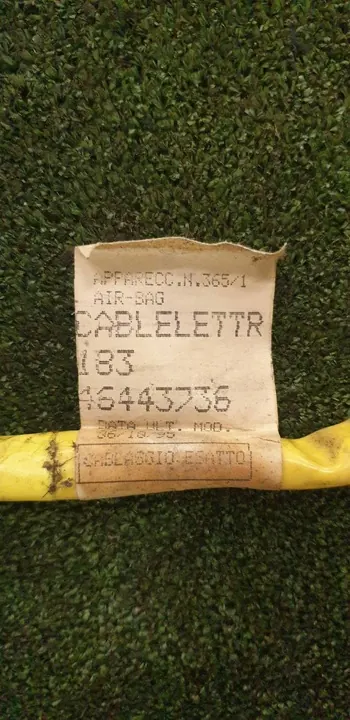 APPARECC.N.365/1
AIR-BAG
CABLELETTR
183
46443736
DATA ULT. MOD.
CABLAGGIO ESATTO